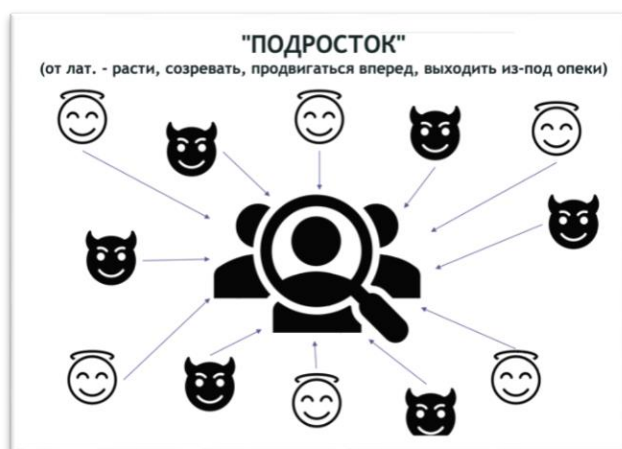 "ПОДРОСТОК"
(от лат. - расти, созревать, продвигаться вперед, выходить из-под опеки)